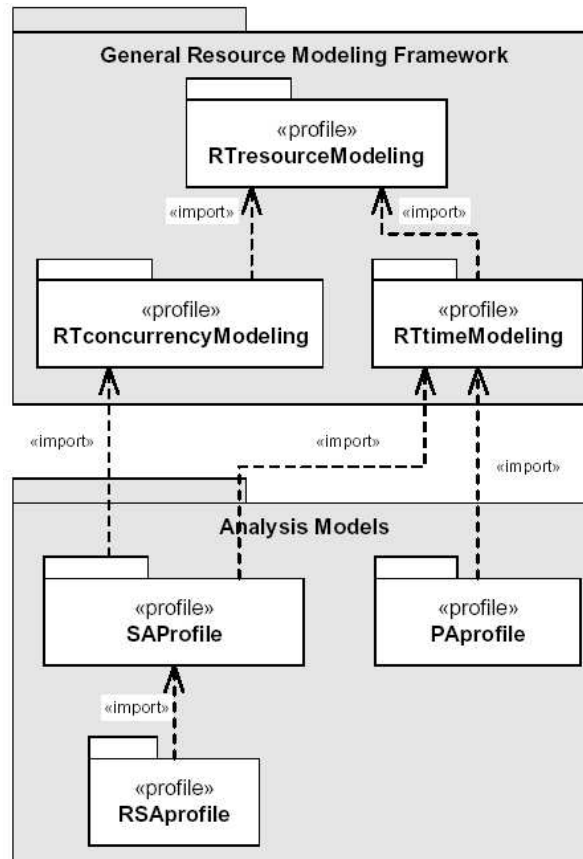 General Resource Modeling Framework
«profile»
RTresourceModeling
«import»
«import»
«profile»
RTconcurrencyModeling
«profile»
RTtimeModeling
«import»
«import»
«import»
Analysis Models
«profile»
SAProfile
«profile»
PAprofile
«import»
«profile»
RSAprofile